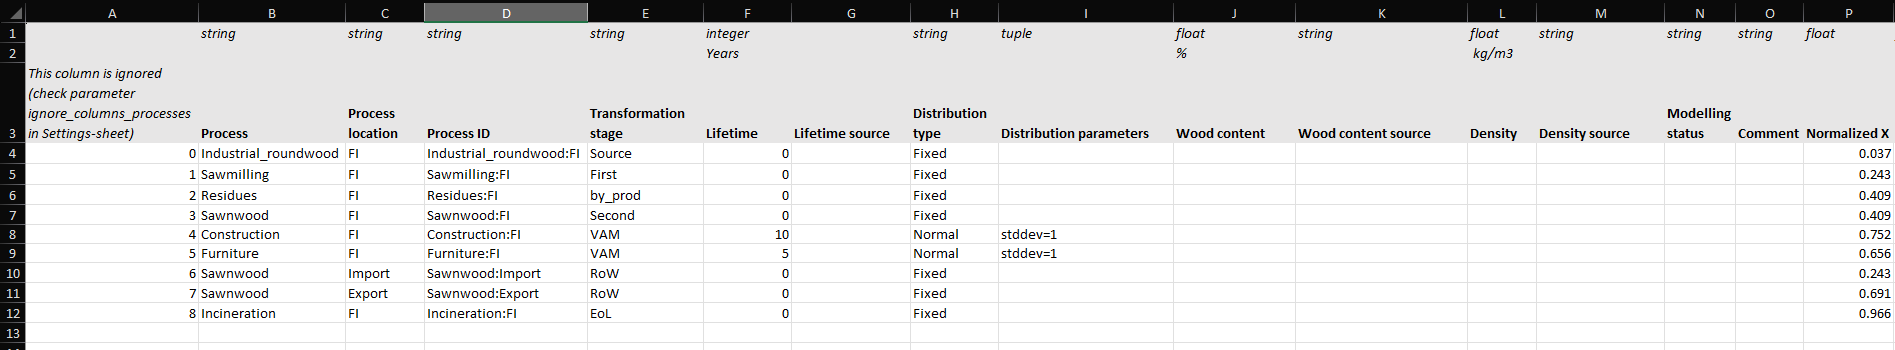 A B C D E F G H I J K L M N O P
1 string string string string integer string tuple float string float string string string float
2 Years % kg/m3
This column is ignored
(check parameter
ignore_columns_processes Process Transformation Distribution Modelling
3 in Settings-sheet) Process location Process ID stage Lifetime Lifetime source type Distribution parameters Wood content Wood content source Density Density source status Comment Normalized X
4 0 Industrial_roundwood FI Industrial_roundwood:FI Source 0 Fixed 0.037
5 1 Sawmilling FI Sawmilling:FI First 0 Fixed 0.243
6 2 Residues FI Residues:FI by_prod 0 Fixed 0.409
7 3 Sawnwood FI Sawnwood:FI Second 0 Fixed 0.409
8 4 Construction FI Construction:FI VAM 10 Normal stddev=1 0.752
9 5 Furniture FI Furniture:FI VAM 5 Normal stddev=1 0.656
10 6 Sawnwood Import Sawnwood:Import RoW 0 Fixed 0.243
11 7 Sawnwood Export Sawnwood:Export RoW 0 Fixed 0.691
12 8 Incineration FI Incineration:FI EoL 0 Fixed 0.966
13